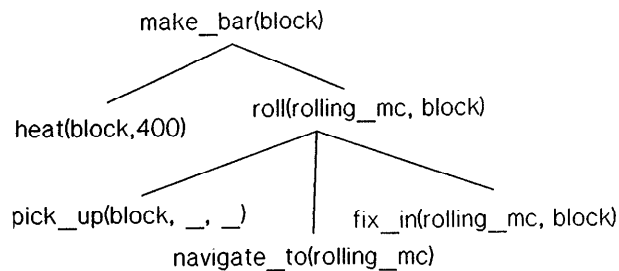 make_bar(block)
heat(block,400)
roll(rolling_mc, block)
pick_up(block, _, _)
navigate_to(rolling_mc)
fix_in(rolling_mc, block)